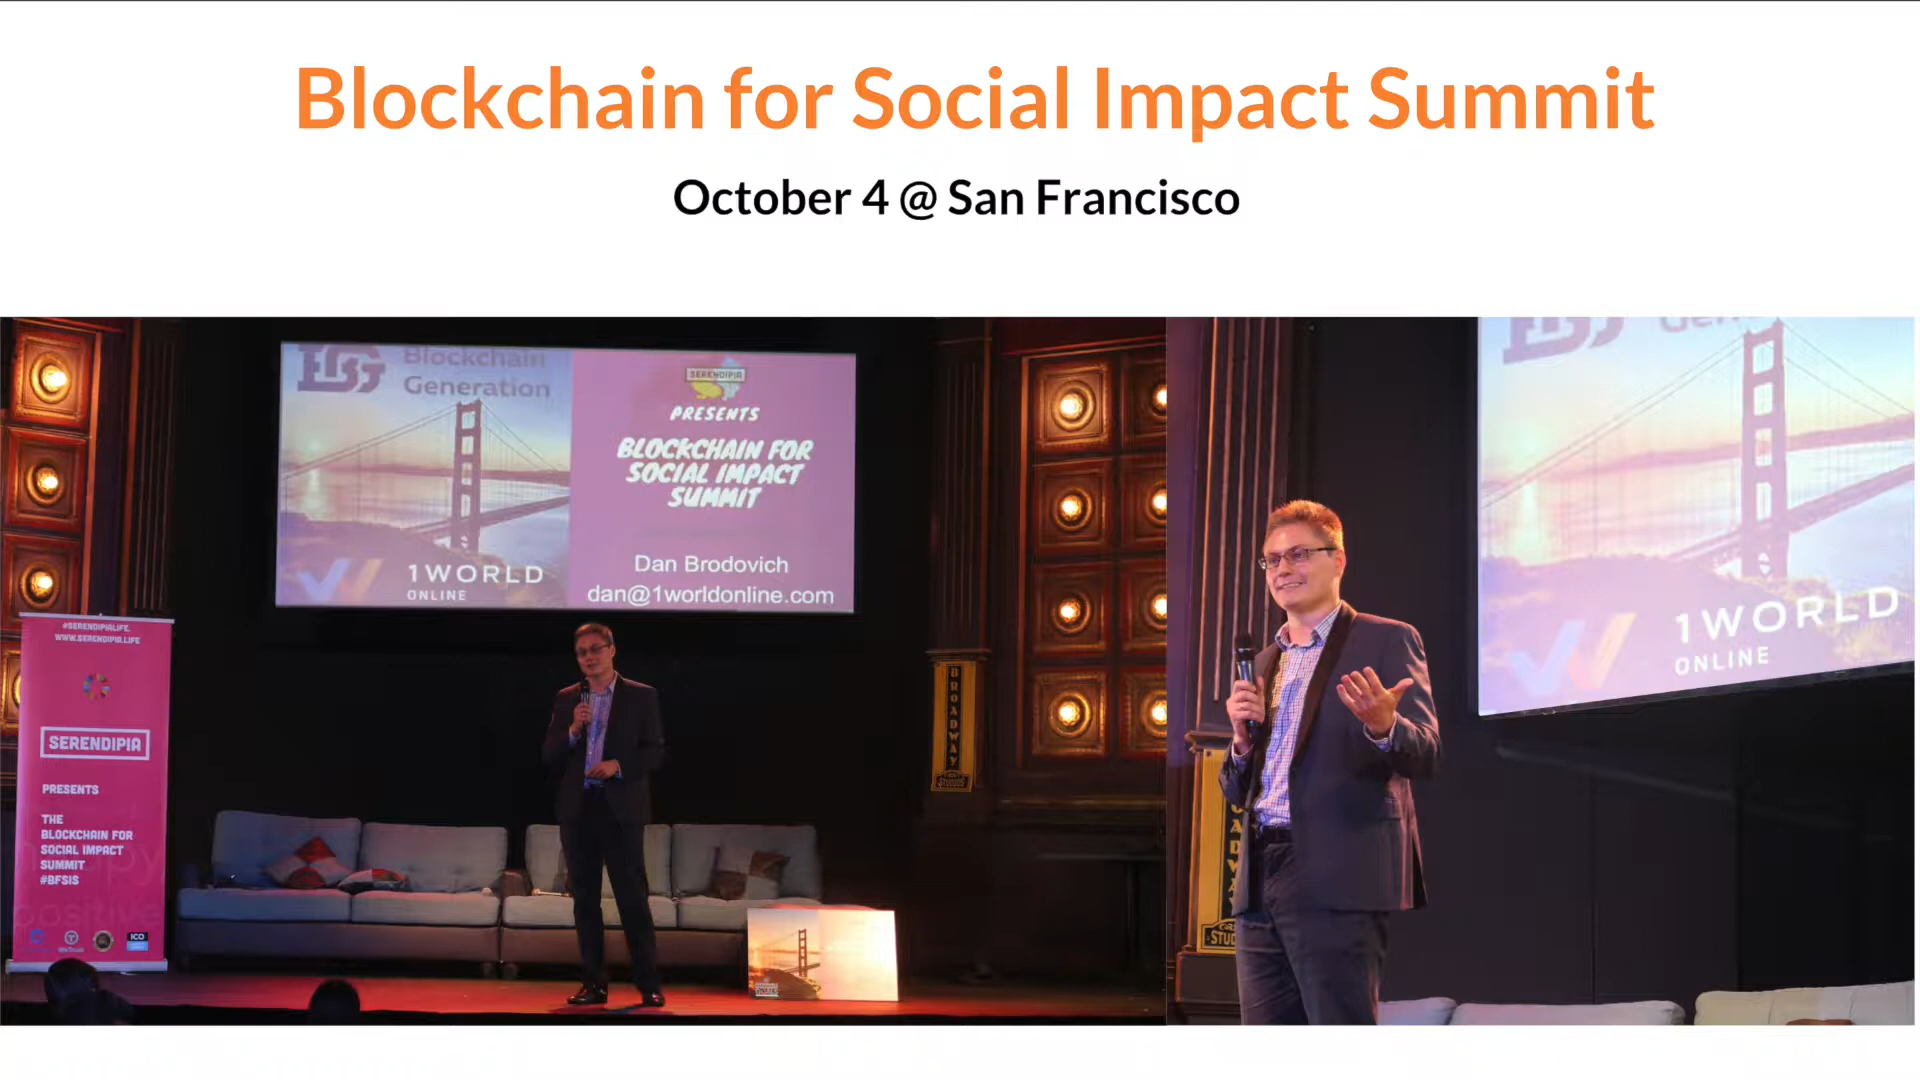 Blockchain for Social Impact Summit
October 4 @ San Francisco
Blockchain
Generation
SERENDIPIA
PRESENTS
BLOCKCHAIN FOR
SOCIAL IMPACT
SUMMIT
Dan Brodovich
dan@1worldonline.com
1WORLD
ONLINE
#SERENDIPIALIFE.
WWW.SERENDIPIA.LIFE
SERENDIPIA
PRESENTS
THE
BLOCKCHAIN FOR
SOCIAL IMPACT
SUMMIT
#BFSIS
positive
ICO
BROADWAY
STUDIOS
1WORLD
ONLINE